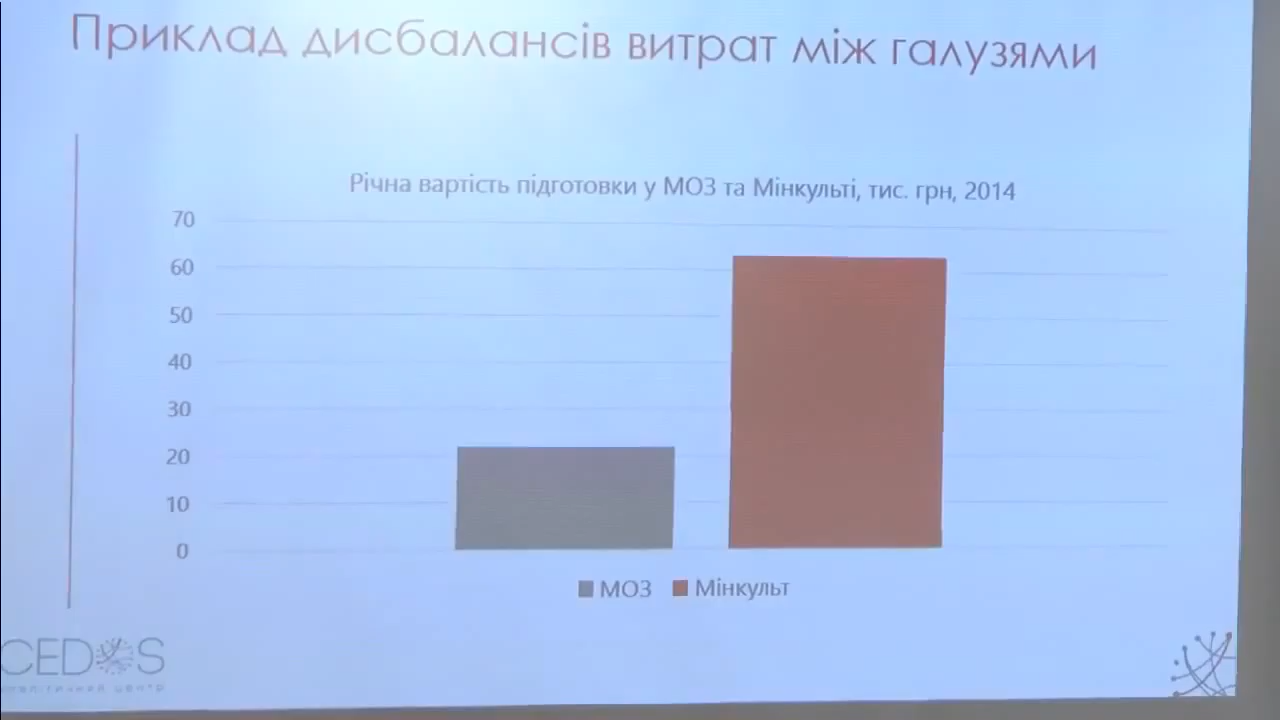 Приклад дисбалансів витрат між галузями
Річна вартість підготовки у МОЗ та Мінкульті, тис. грн, 2014
70
60
50
40
30
20
10
0
МОЗ Мінкульт
CEDOS
центр